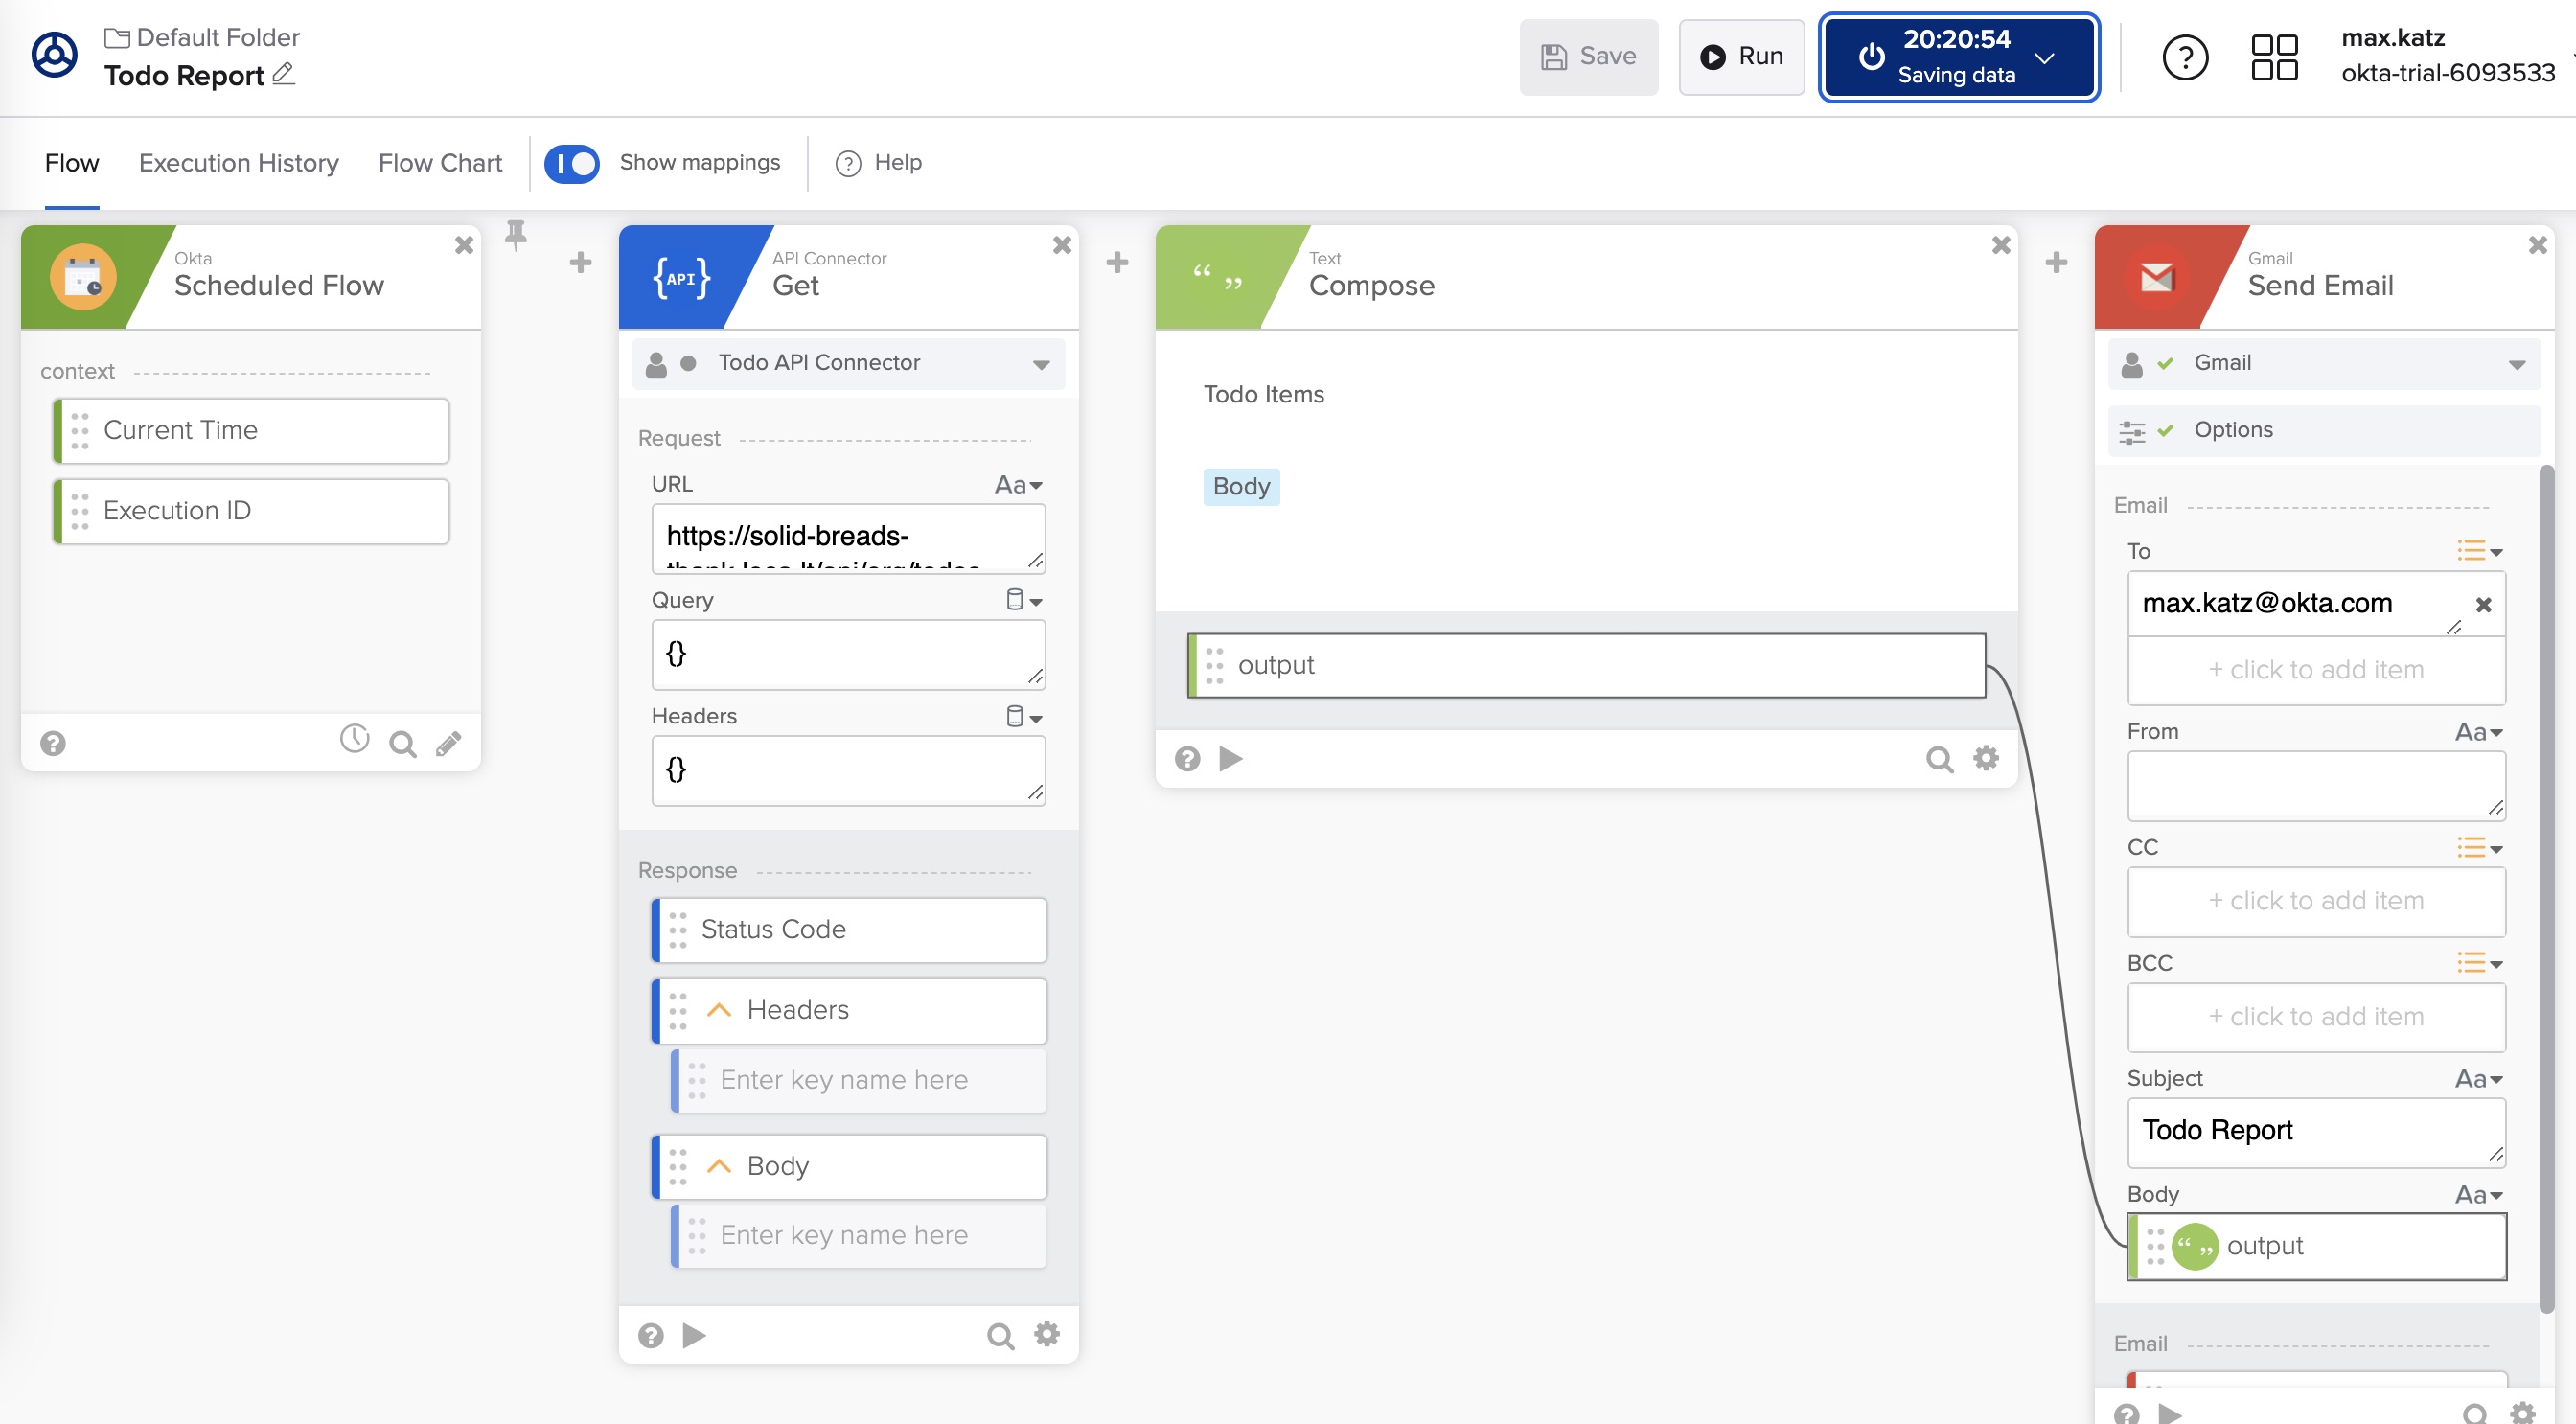 Default Folder
Todo Report
Save
Run
20:20:54
Saving data
?
max.katz
okta-trial-6093533
Flow
Execution History
Flow Chart
Show mappings
? Help
Okta
Scheduled Flow
context
Current Time
Execution ID
?
{API}
API Connector
Get
Todo API Connector
Request
URL
Aa
https://solid-breads-
Query
{}
Headers
{}
Response
Status Code
Headers
Enter key name here
Body
Enter key name here
?
“ ”
Text
Compose
Todo Items
Body
output
?
Gmail
Send Email
Gmail
Options
Email
To
max.katz@okta.com
+ click to add item
From
Aa
CC
+ click to add item
BCC
+ click to add item
Subject
Aa
Todo Report
Body
Aa
“ ” output
Email
?